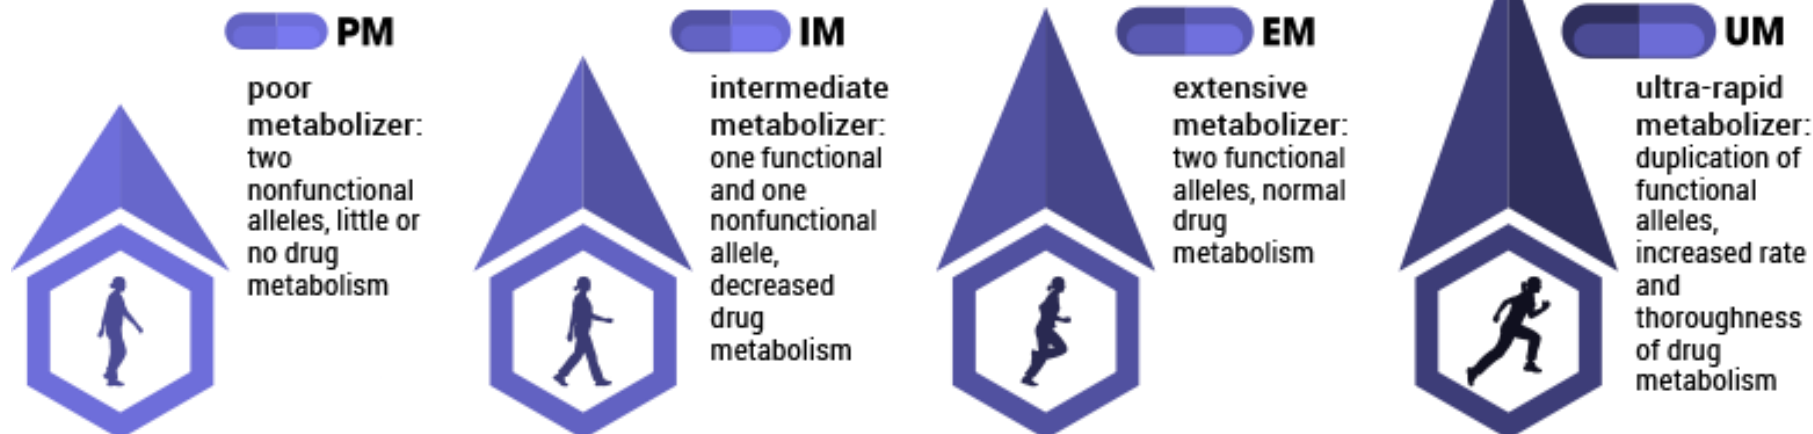 PM
poor
metabolizer:
two
nonfunctional
alleles, little or
no drug
metabolism
IM
intermediate
metabolizer:
one functional
and one
nonfunctional
allele,
decreased
drug
metabolism
EM
extensive
metabolizer:
two functional
alleles, normal
drug
metabolism
UM
ultra-rapid
metabolizer:
duplication of
functional
alleles,
increased rate
and
thoroughness
of drug
metabolism